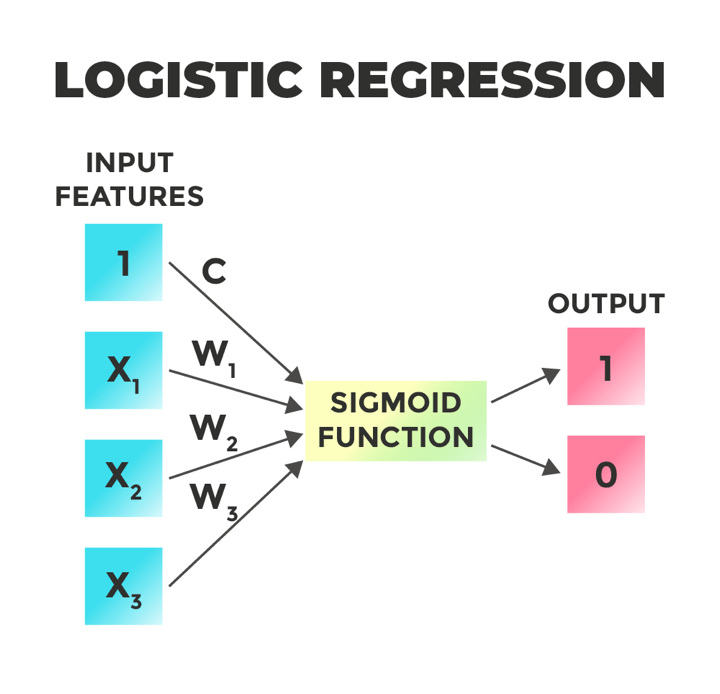 LOGISTIC REGRESSION
INPUT
FEATURES
1
C
OUTPUT
X₁
W₁
1
SIGMOID
FUNCTION
W₂
X₂
0
W₃
X₃